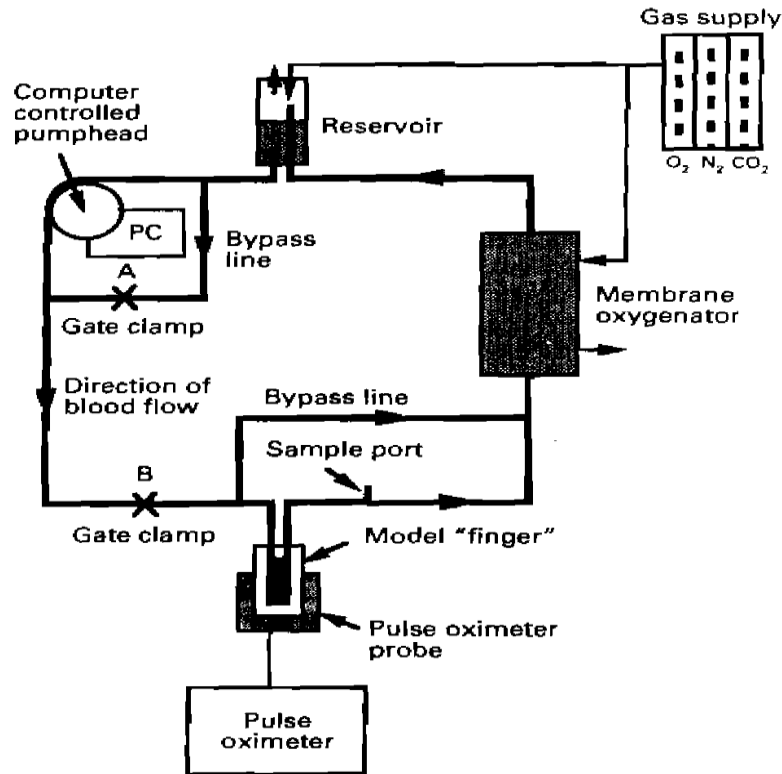 Gas supply
O₂ N₂ CO₂
Computer
controlled
pumphead
Reservoir
PC
Bypass
line
A
Gate clamp
Membrane
oxygenator
Direction of
blood flow
Bypass line
Sample port
B
Gate clamp
Model "finger"
Pulse oximeter
probe
Pulse
oximeter